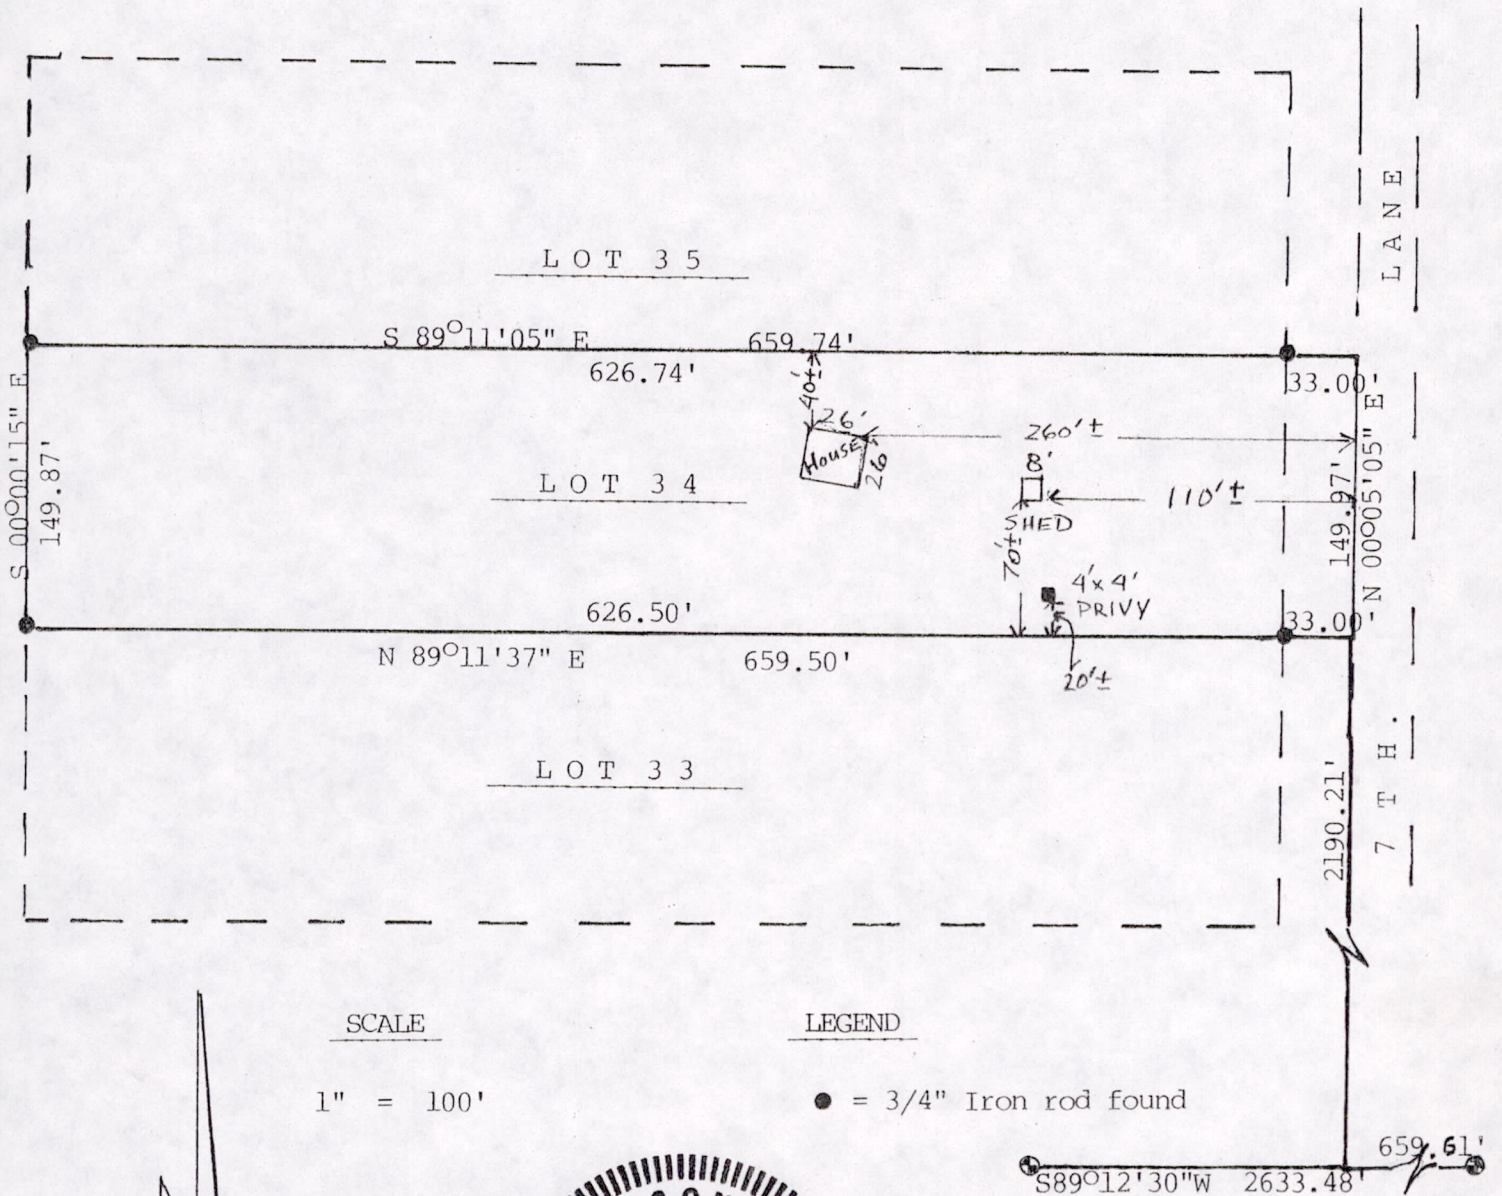 LOT 35
LANE
S 89°11'05" E 659.74'
626.74'
33.00'
40'±
26'
House
26
260'±
8'
SHED
110'±
70'±
LOT 34
S 00°00'15" E
149.87'
149.97'
N 00°05'05" E
4'x4'
PRIVY
626.50'
33.00'
N 89°11'37" E 659.50'
20'±
LOT 33
7TH.
2190.21'
SCALE
LEGEND
1" = 100'
= 3/4" Iron rod found
659.61'
S89°12'30"W 2633.48'